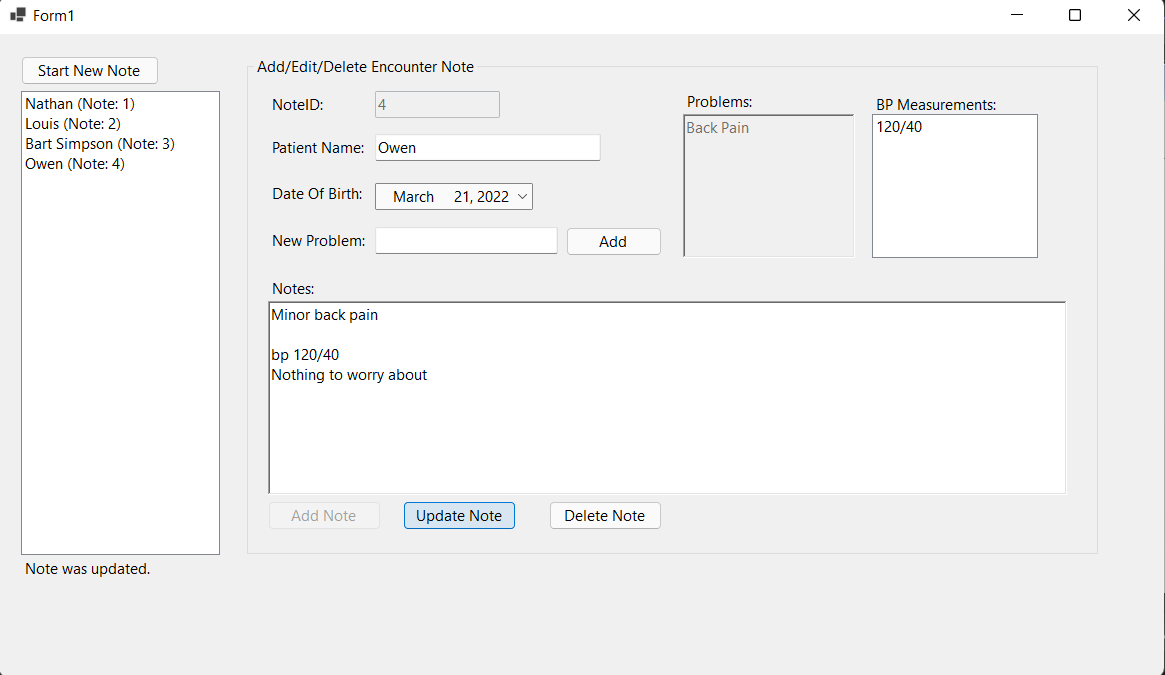 Form1
Start New Note
Nathan (Note: 1)
Louis (Note: 2)
Bart Simpson (Note: 3)
Owen (Note: 4)
Note was updated.
Add/Edit/Delete Encounter Note
NoteID: 4
Patient Name: Owen
Date Of Birth: March 21, 2022
New Problem: Add
Problems:
Back Pain
BP Measurements:
120/40
Notes:
Minor back pain
bp 120/40
Nothing to worry about
Add Note Update Note Delete Note